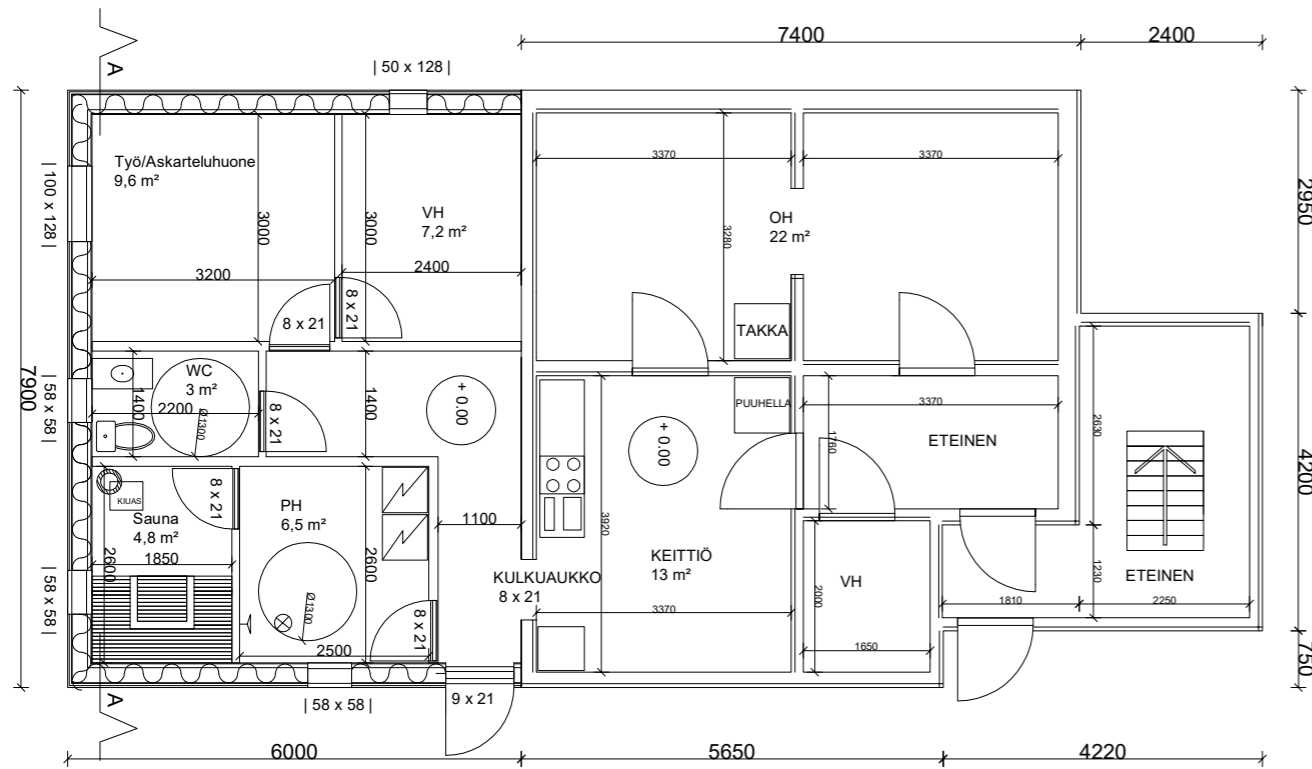 7400
2400
A
| 50 x 128 |
Työ/Askarteluhuone
9,6 m²
3000
3200
| 100 x 128 |
VH
7,2 m²
3000
2400
8 x 21
8 x 21
3370
3370
3280
OH
22 m²
TAKKA
2950
7900
| 58 x 58 |
WC
3 m²
1400
2200
Ø1300
8 x 21
1400
+ 0.00
PUUHELLA
+ 0.00
3370
1760
ETEINEN
2630
4200
KIUAS
Sauna
4,8 m²
1850
2600
8 x 21
PH
6,5 m²
Ø1300
2600
2500
8 x 21
1100
KULKUAUKKO
8 x 21
3920
KEITTIÖ
13 m²
3370
VH
2000
1650
1810
1230
ETEINEN
2250
| 58 x 58 |
750
A
| 58 x 58 |
9 x 21
6000
5650
4220